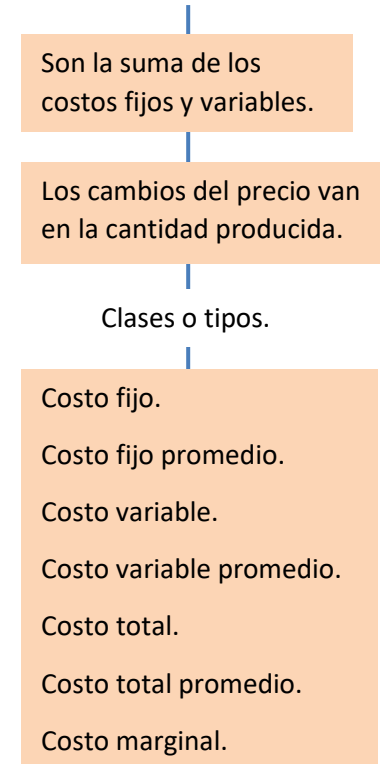 Son la suma de los
costos fijos y variables.
Los cambios del precio van
en la cantidad producida.
Clases o tipos.
Costo fijo.
Costo fijo promedio.
Costo variable.
Costo variable promedio.
Costo total.
Costo total promedio.
Costo marginal.